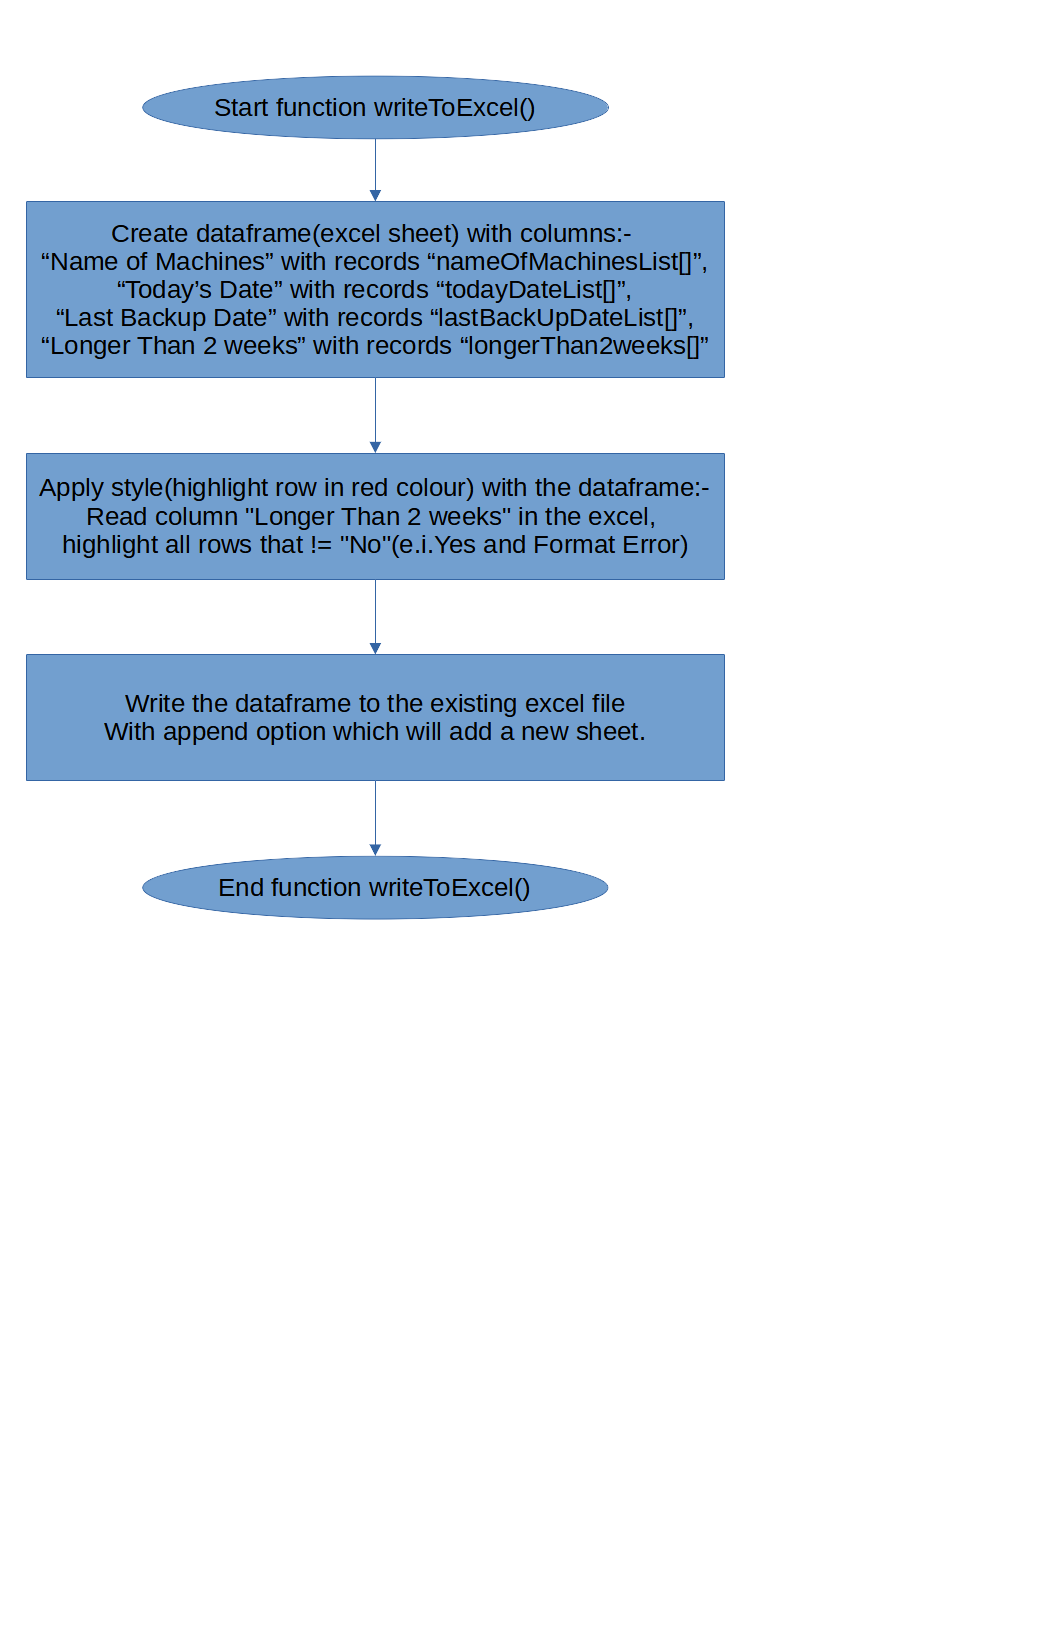 Start function writeToExcel()
Create dataframe(excel sheet) with columns:-
“Name of Machines” with records “nameOfMachinesList[]”,
“Today’s Date” with records “todayDateList[]”,
“Last Backup Date” with records “lastBackUpDateList[]”,
“Longer Than 2 weeks” with records “longerThan2weeks[]”
Apply style(highlight row in red colour) with the dataframe:-
Read column "Longer Than 2 weeks" in the excel,
highlight all rows that != "No"(e.i.Yes and Format Error)
Write the dataframe to the existing excel file
With append option which will add a new sheet.
End function writeToExcel()